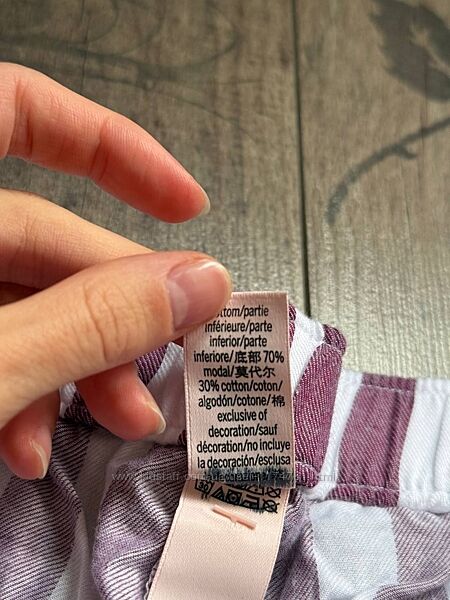 ottom/partie
inférieure/parte
inferior/parte
inferiore/底部 70%
modal/莫代尔
30% cotton/coton/
algodón/cotone/棉
exclusive of
decoration/sauf
décoration/no incluye
la decoración/esclusa